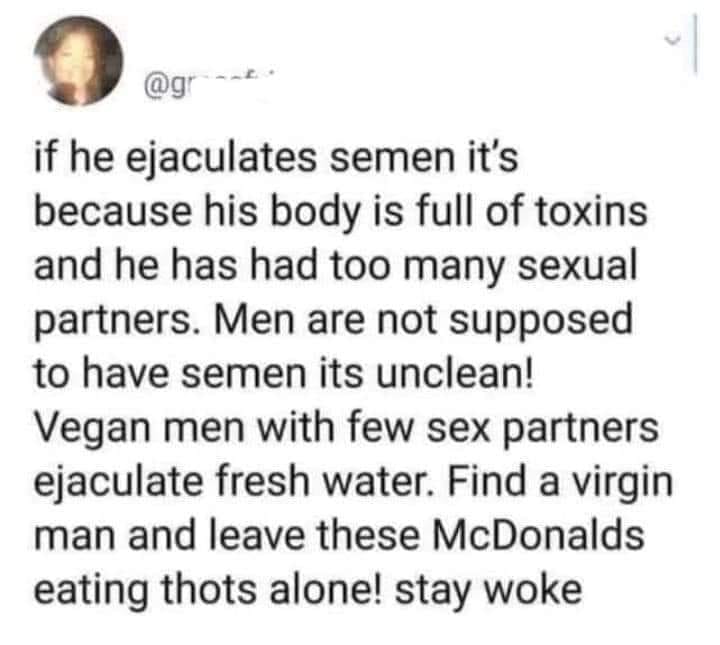 if he ejaculates semen it's
because his body is full of toxins
and he has had too many sexual
partners. Men are not supposed
to have semen its unclean!
Vegan men with few sex partners
ejaculate fresh water. Find a virgin
man and leave these McDonalds
eating thots alone! stay woke